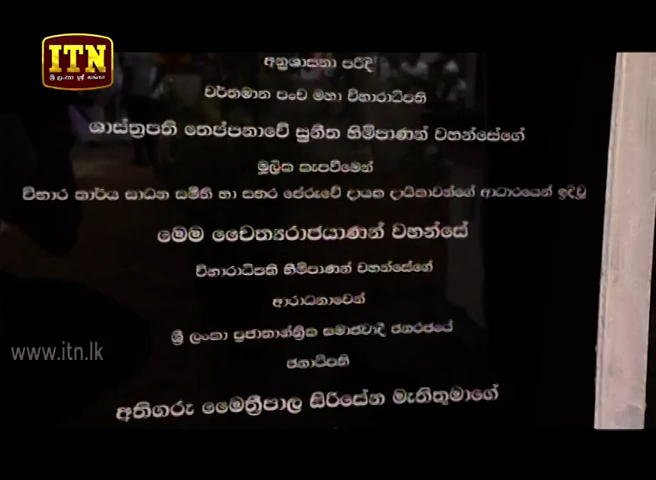 ITN
ශ්‍රී ලංකා
අනුශාසනා පරිදි
වර්තමාන පංච මහා විහාරාධිපති
ශාස්ත්‍රපති තෙප්පනාවේ සුනීත හිමිපාණන් වහන්සේගේ
මූලික කැපවීමෙන්
විහාර කාර්ය සාධන සමිති හා සතර පේරුවේ දායක දායිකාවන්ගේ ආධාරයෙන් ඉදිවූ
මෙම චෛත්‍යරාජයාණන් වහන්සේ
විහාරාධිපති හිමිපාණන් වහන්සේගේ
ආරාධනාවෙන්
ශ්‍රී ලංකා ප්‍රජාතාන්ත්‍රික සමාජවාදී ජනරජයේ
ජනාධිපති
අතිගරු මෛත්‍රීපාල සිරිසේන මැතිතුමාගේ
www.itn.lk